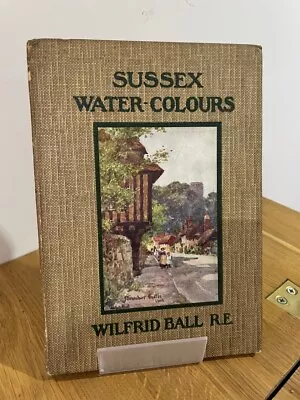 SUSSEX
WATER-COLOURS
WILFRID BALL R.E.